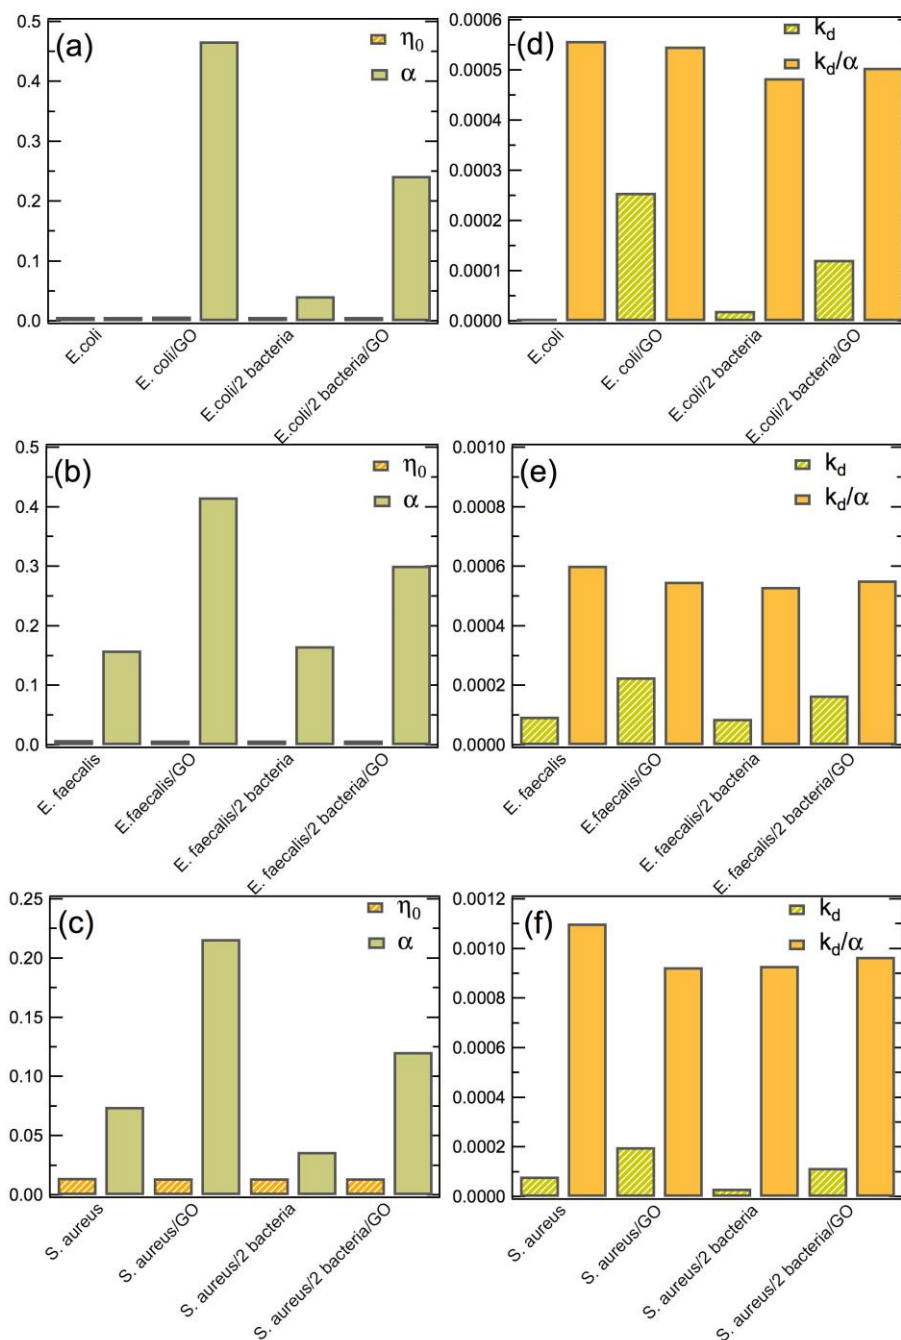 (a)
η₀
α
0.5
0.4
0.3
0.2
0.1
0.0
E.coli
E. coli/GO
E.coli/2 bacteria
E.coli/2 bacteria/GO
(d)
k_d
k_d/α
0.0006
0.0005
0.0004
0.0003
0.0002
0.0001
0.0000
E.coli
E. coli/GO
E.coli/2 bacteria
E.coli/2 bacteria/GO
(b)
η₀
α
0.5
0.4
0.3
0.2
0.1
0.0
E. faecalis
E.faecalis/GO
E. faecalis/2 bacteria
E. faecalis/2 bacteria/GO
(e)
k_d
k_d/α
0.0010
0.0008
0.0006
0.0004
0.0002
0.0000
E. faecalis
E.faecalis/GO
E. faecalis/2 bacteria
E. faecalis/2 bacteria/GO
(c)
η₀
α
0.25
0.20
0.15
0.10
0.05
0.00
S. aureus
S. aureus/GO
S. aureus/2 bacteria
S. aureus/2 bacteria/GO
(f)
k_d
k_d/α
0.0012
0.0010
0.0008
0.0006
0.0004
0.0002
0.0000
S. aureus
S. aureus/GO
S. aureus/2 bacteria
S. aureus/2 bacteria/GO